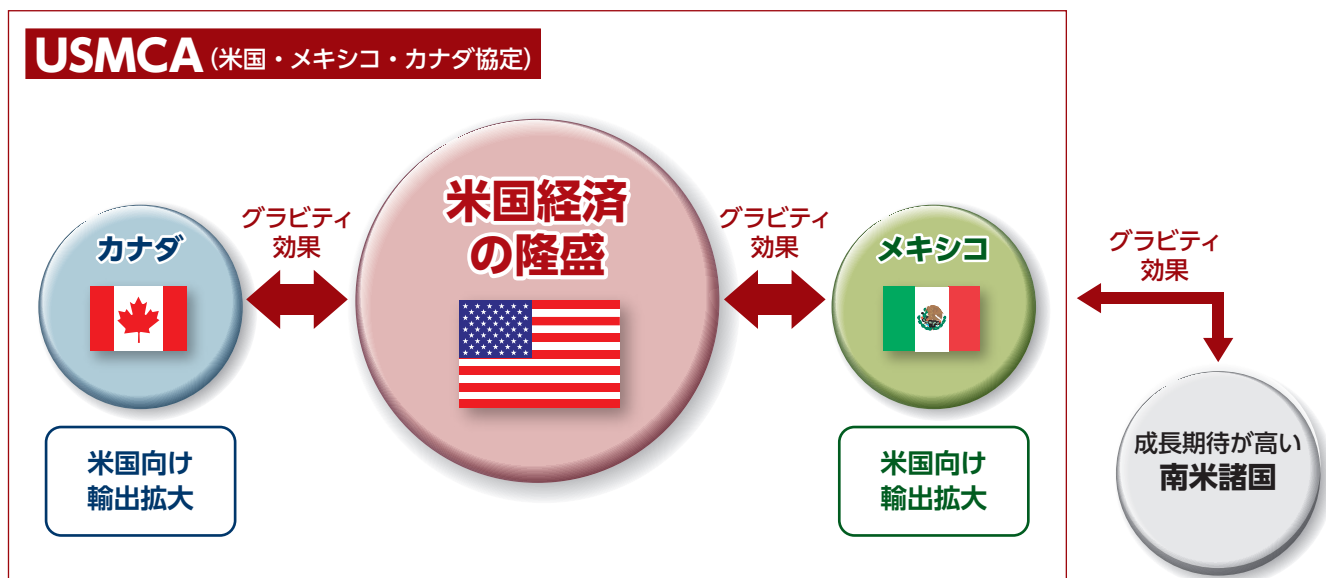 USMCA(米国・メキシコ・カナダ協定)
カナダ
グラビティ
効果
米国経済
の隆盛
グラビティ
効果
メキシコ
グラビティ
効果
米国向け
輸出拡大
米国向け
輸出拡大
成長期待が高い
南米諸国